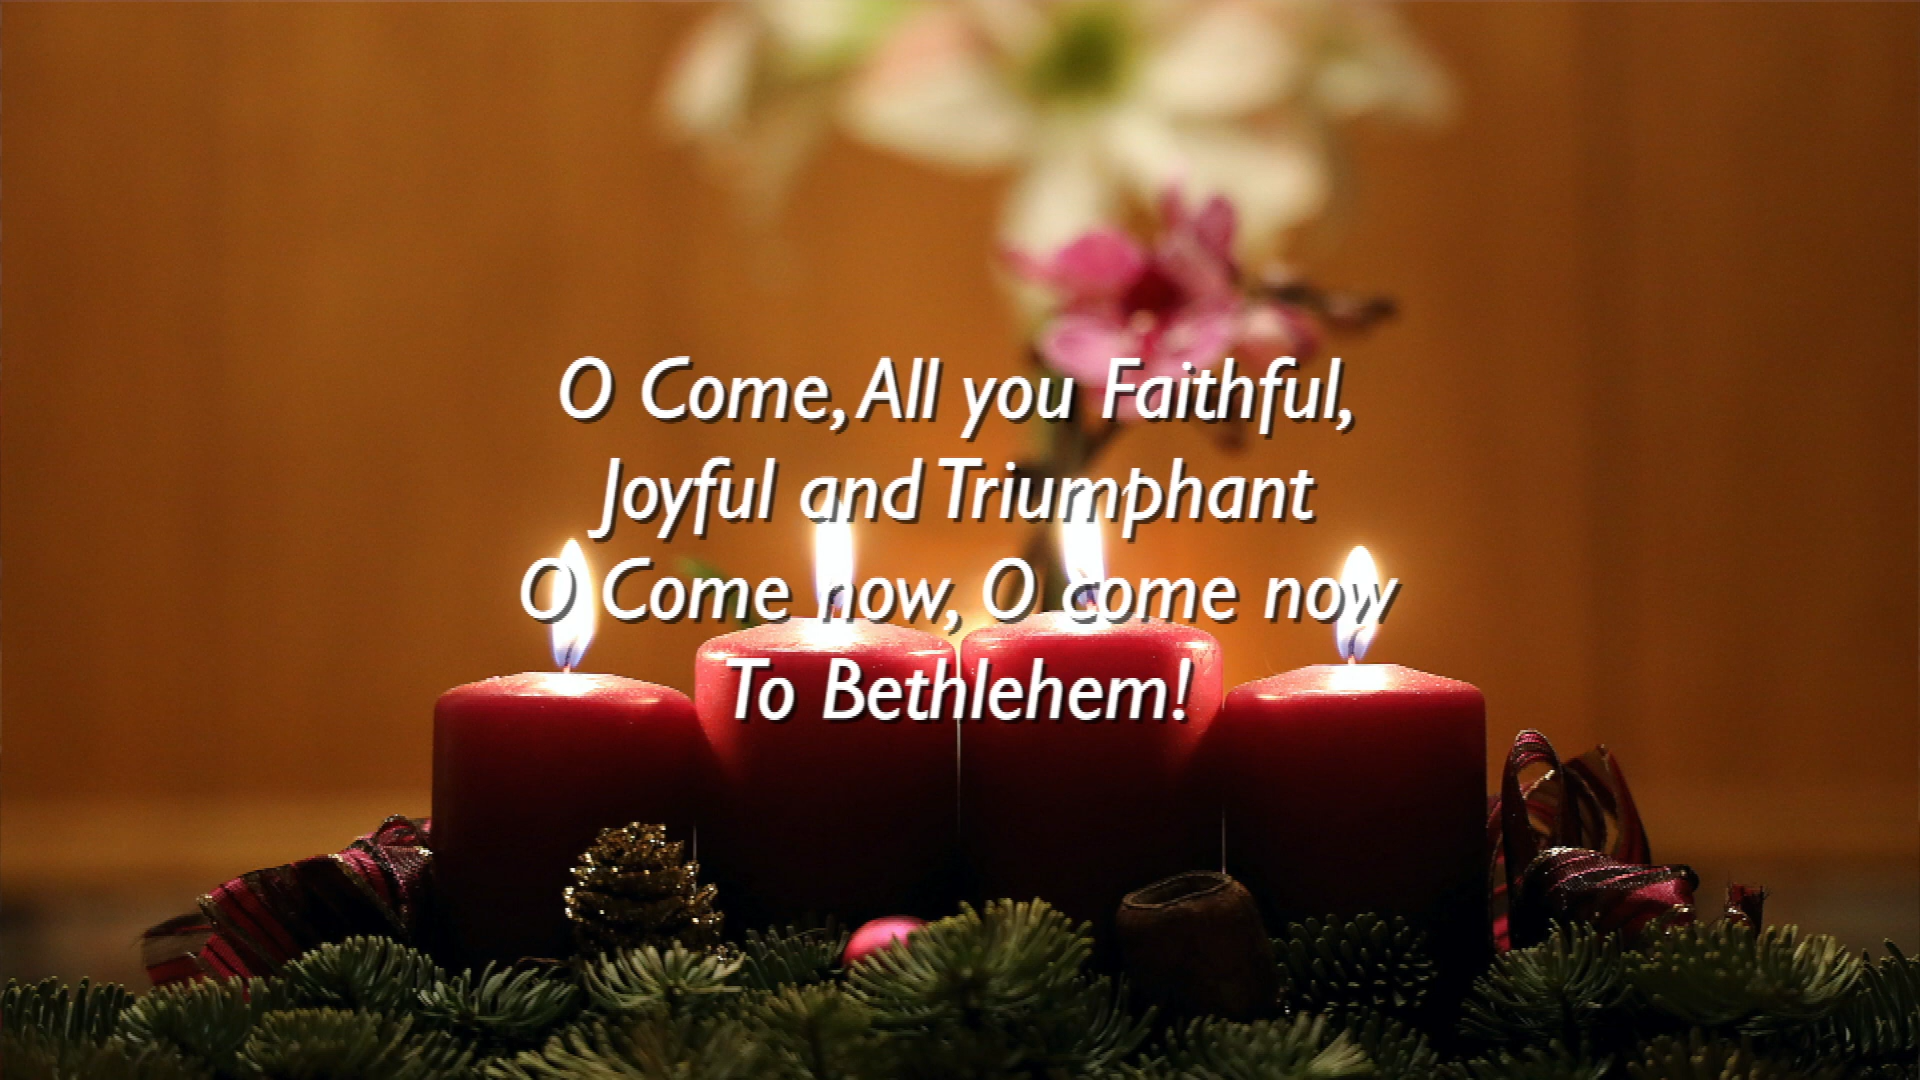 O Come, All you Faithful,
Joyful and Triumphant
O Come now, O come now
To Bethlehem!